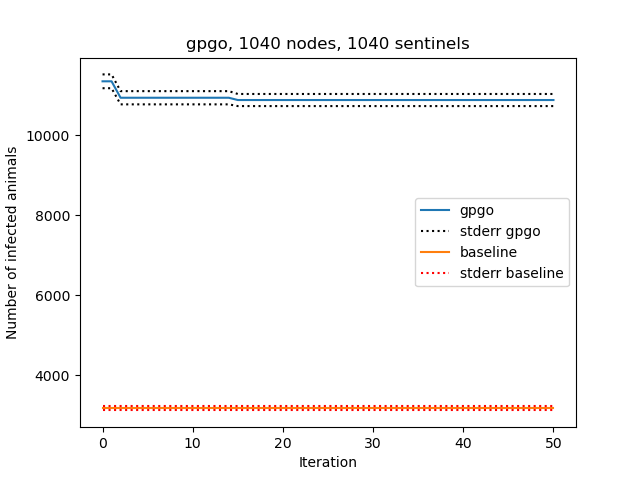 gpgo, 1040 nodes, 1040 sentinels
Number of infected animals
10000
8000
6000
4000
gpgo
stderr gpgo
baseline
stderr baseline
0
10
20
30
40
50
Iteration